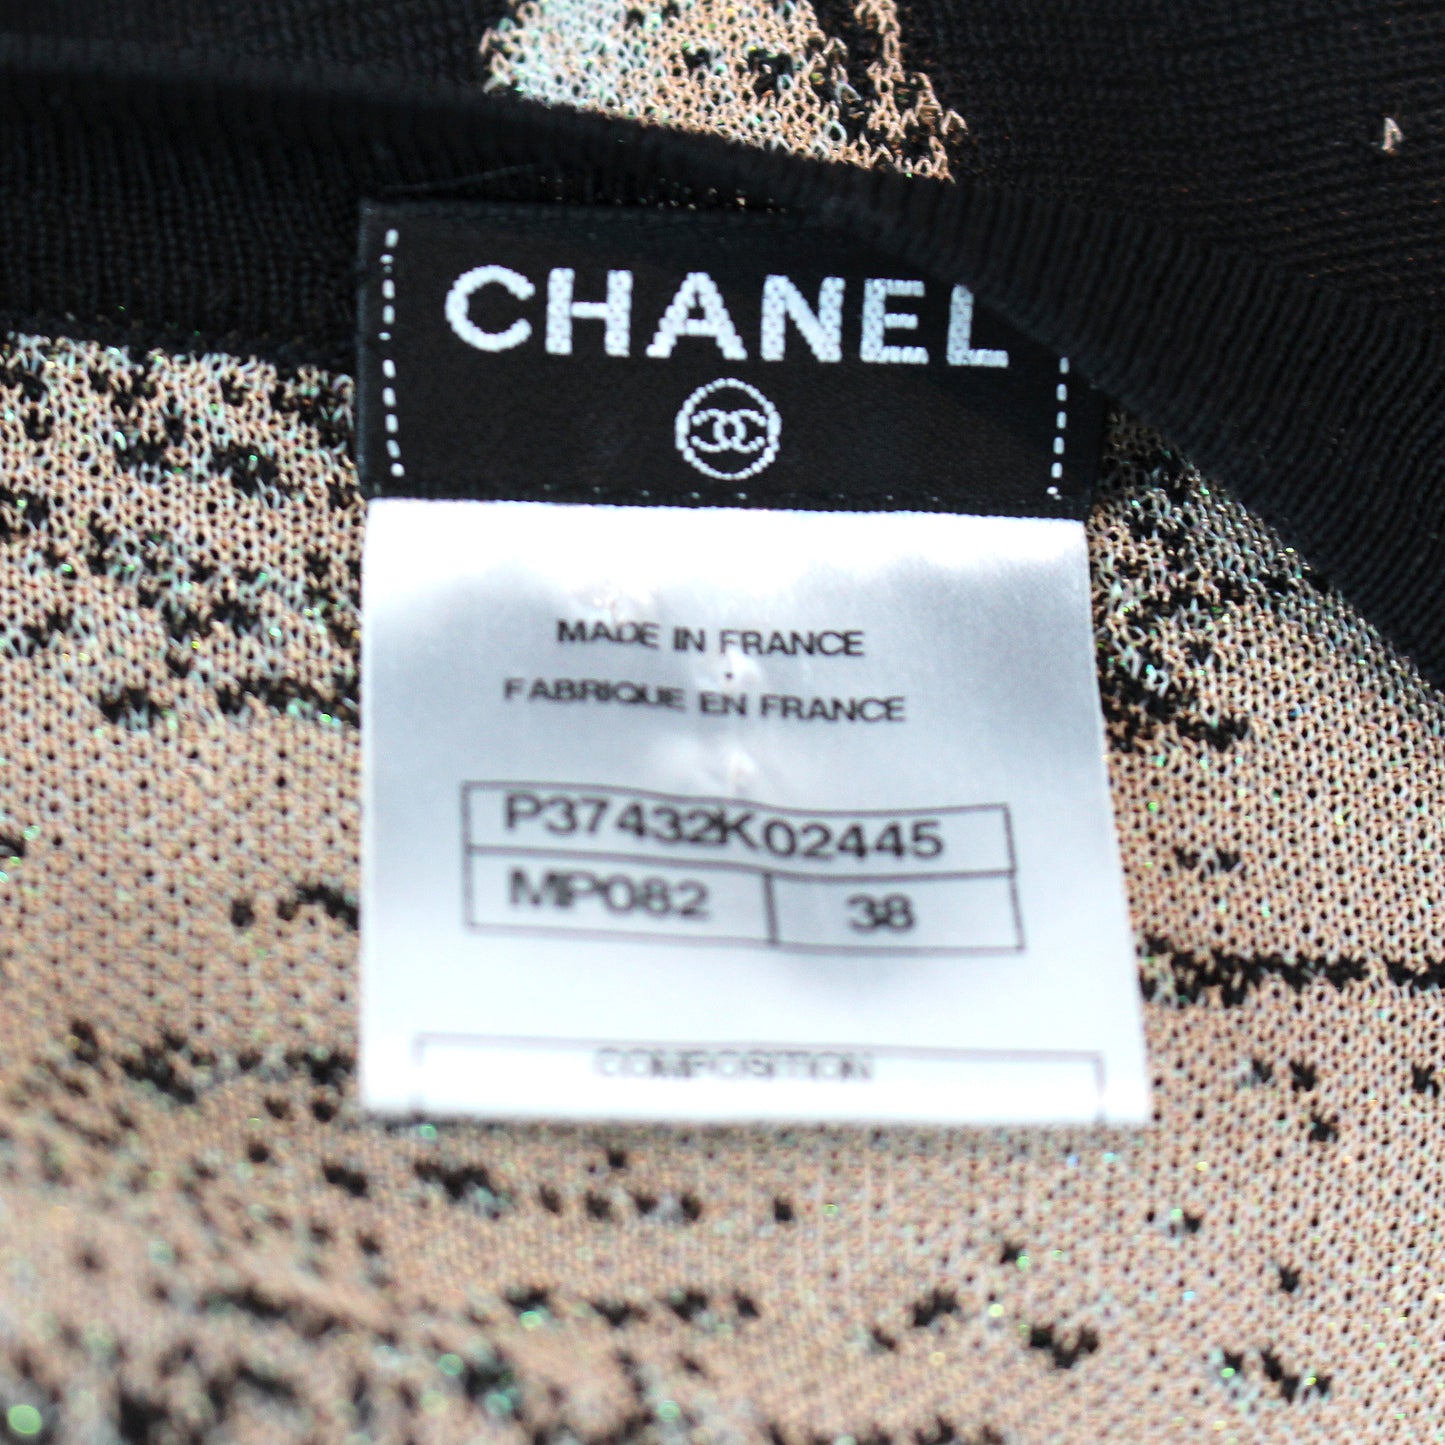 CHANEL
MADE IN FRANCE
FABRIQUE EN FRANCE
P37432K02445
MP082 38
COMPOSITION